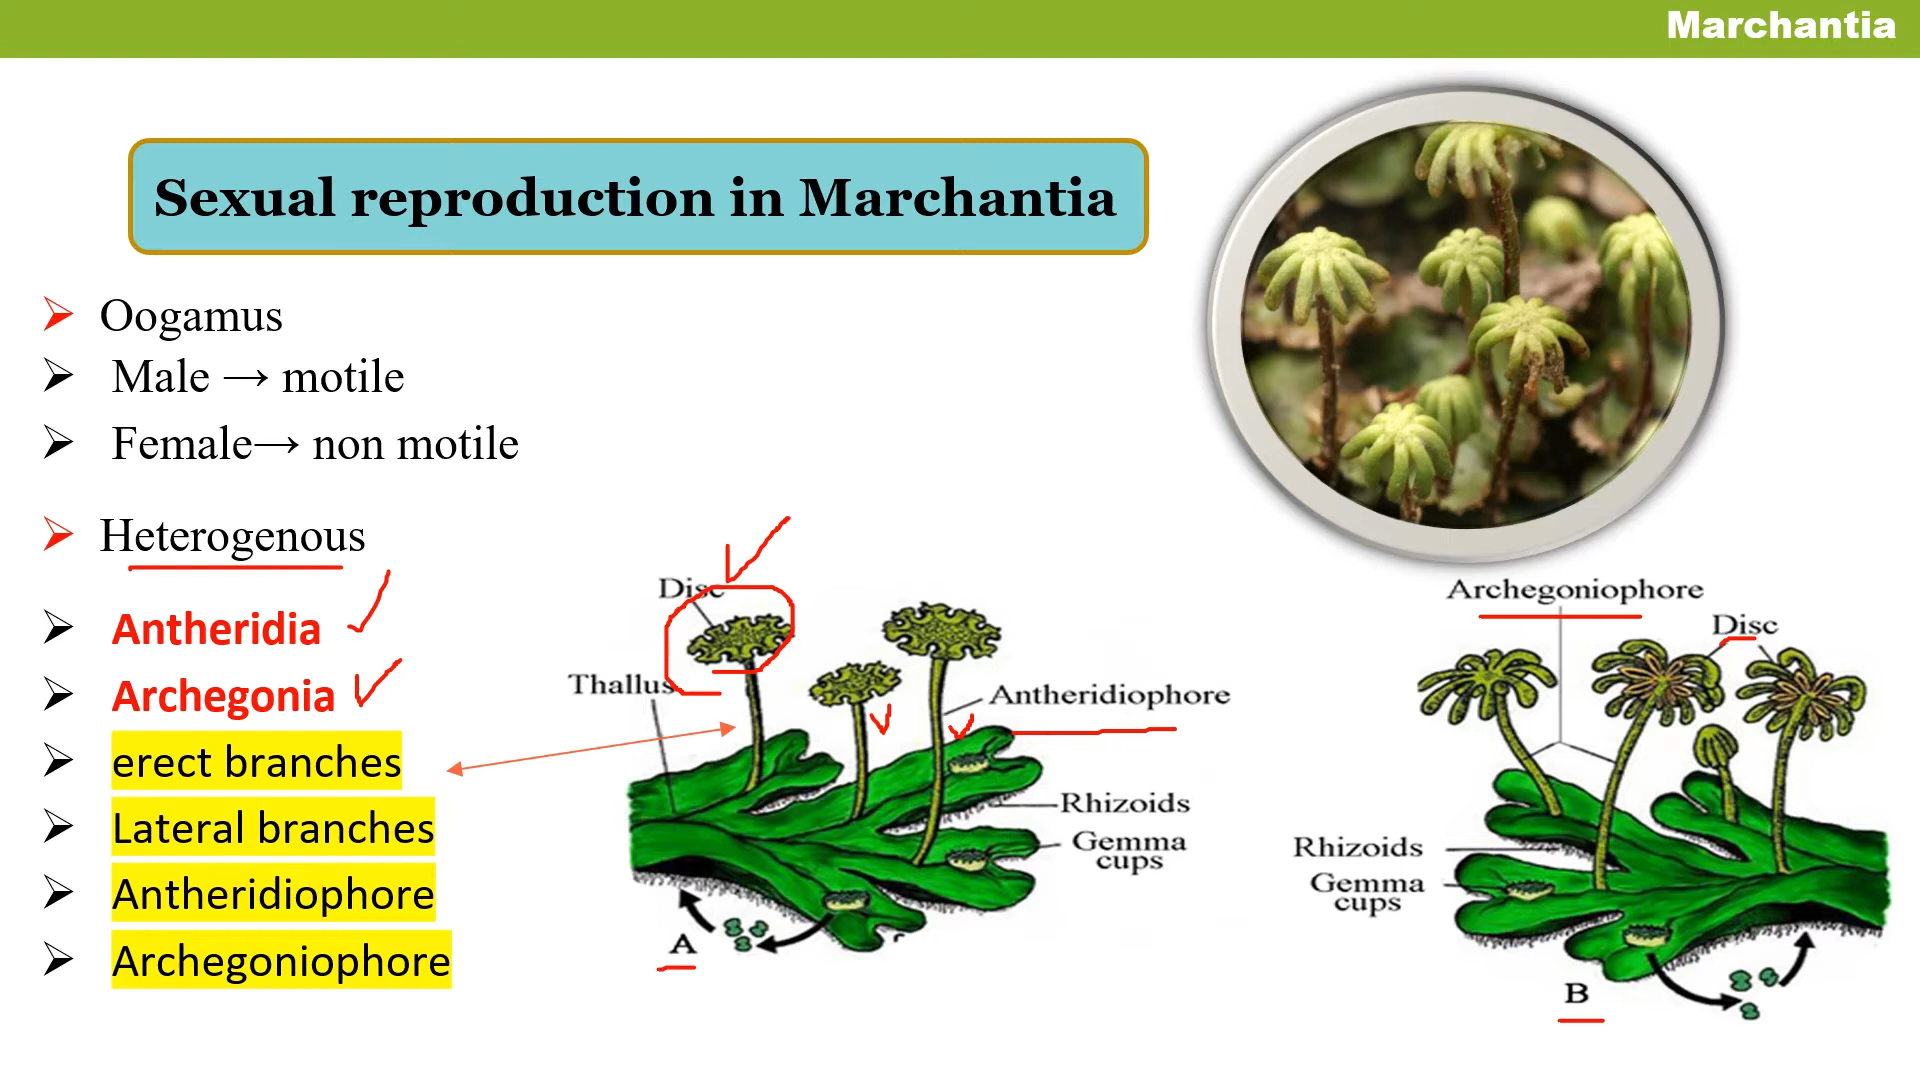 Marchantia
Sexual reproduction in Marchantia
Oogamus
Male → motile
Female→ non motile
Heterogenous
Antheridia
Archegonia
erect branches
Lateral branches
Antheridiophore
Archegoniophore
Disc
Thallus
Antheridiophore
Rhizoids
Gemma
cups
A
Archegoniophore
Disc
Rhizoids
Gemma
cups
B